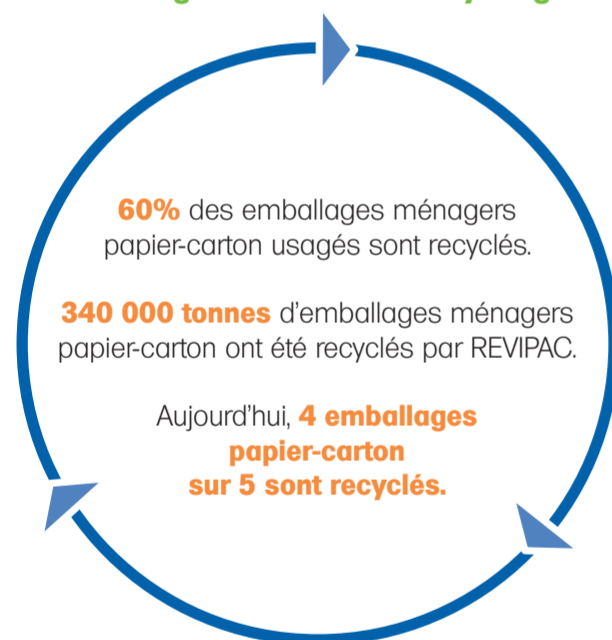 60% des emballages ménagers
papier-carton usagés sont recyclés.
340 000 tonnes d'emballages ménagers
papier-carton ont été recyclés par REVIPAC.
Aujourd'hui, 4 emballages
papier-carton
sur 5 sont recyclés.